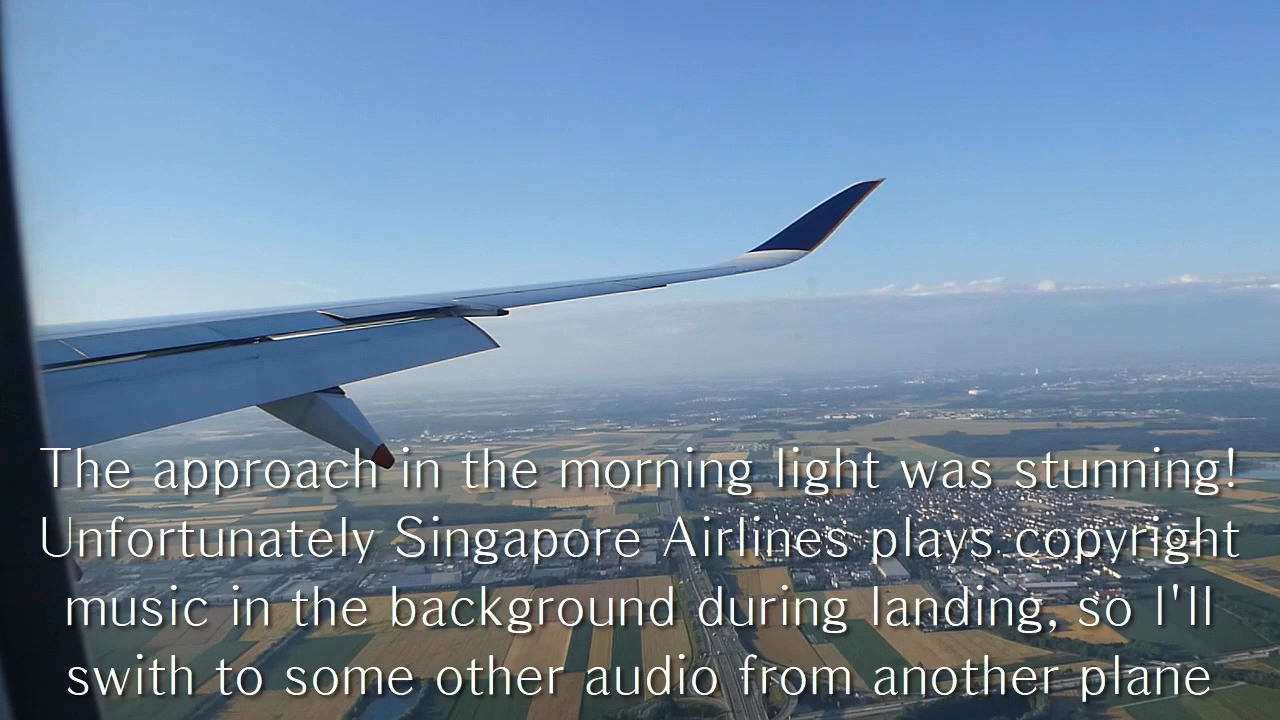 The approach in the morning light was stunning!
Unfortunately Singapore Airlines plays copyright
music in the background during landing, so I'll
swith to some other audio from another plane